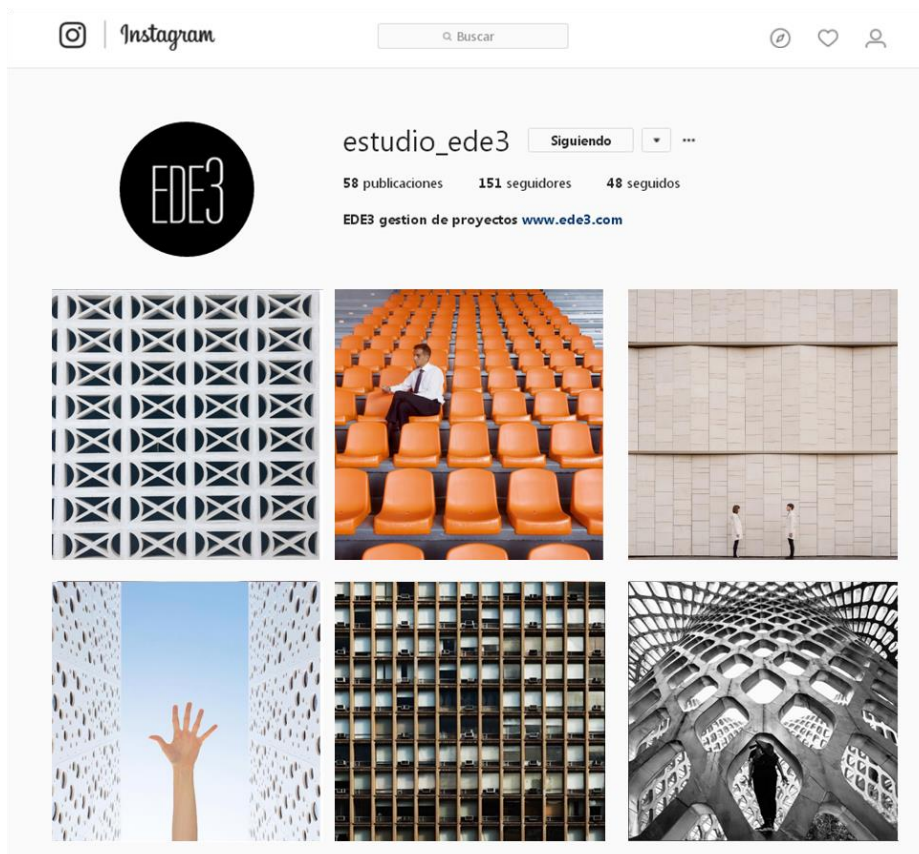 Instagram
Buscar
EDE3
estudio_ede3 Siguiendo
58 publicaciones 151 seguidores 48 seguidos
EDE3 gestion de proyectos www.ede3.com